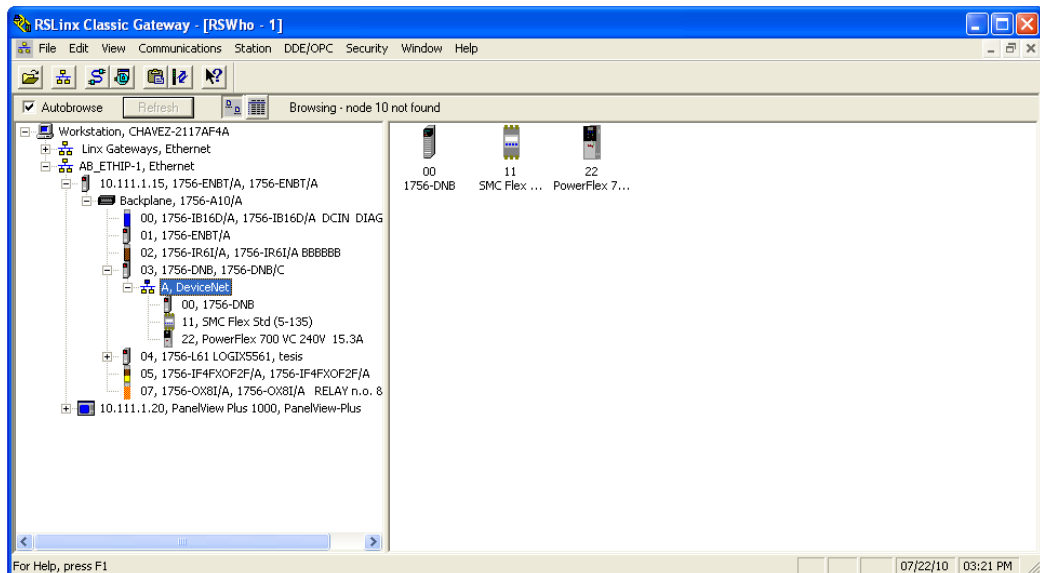 RSLinx Classic Gateway - [RSWho - 1]
File Edit View Communications Station DDE/OPC Security Window Help
Autobrowse Refresh Browsing - node 10 not found
Workstation, CHAVEZ-2117AF4A
Linx Gateways, Ethernet
AB_ETHIP-1, Ethernet
10.111.1.15, 1756-ENBT/A, 1756-ENBT/A
Backplane, 1756-A10/A
00, 1756-IB16D/A, 1756-IB16D/A DCIN DIAG
01, 1756-ENBT/A
02, 1756-IR6I/A, 1756-IR6I/A BBBBBB
03, 1756-DNB, 1756-DNB/C
A, DeviceNet
00, 1756-DNB
11, SMC Flex Std (5-135)
22, PowerFlex 700 VC 240V 15.3A
04, 1756-L61 LOGIX5561, tesis
05, 1756-IF4FXOF2F/A, 1756-IF4FXOF2F/A
07, 1756-OX8I/A, 1756-OX8I/A RELAY n.o. 8
10.111.1.20, PanelView Plus 1000, PanelView-Plus
00 11 22
1756-DNB SMC Flex ... PowerFlex 7...
For Help, press F1 07/22/10 03:21 PM